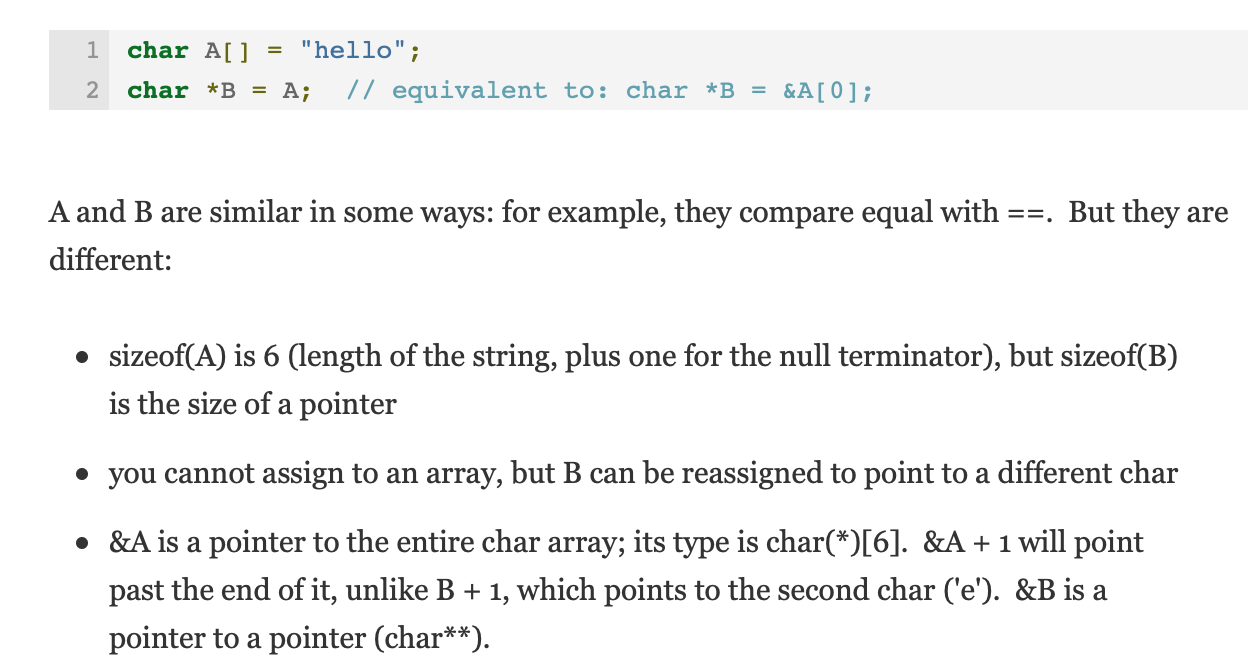 1 char A[] = "hello";
2 char *B = A;  // equivalent to: char *B = &A[0];
A and B are similar in some ways: for example, they compare equal with ==.  But they are
different:
• sizeof(A) is 6 (length of the string, plus one for the null terminator), but sizeof(B)
is the size of a pointer
• you cannot assign to an array, but B can be reassigned to point to a different char
• &A is a pointer to the entire char array; its type is char(*)[6].  &A + 1 will point
past the end of it, unlike B + 1, which points to the second char ('e').  &B is a
pointer to a pointer (char**).